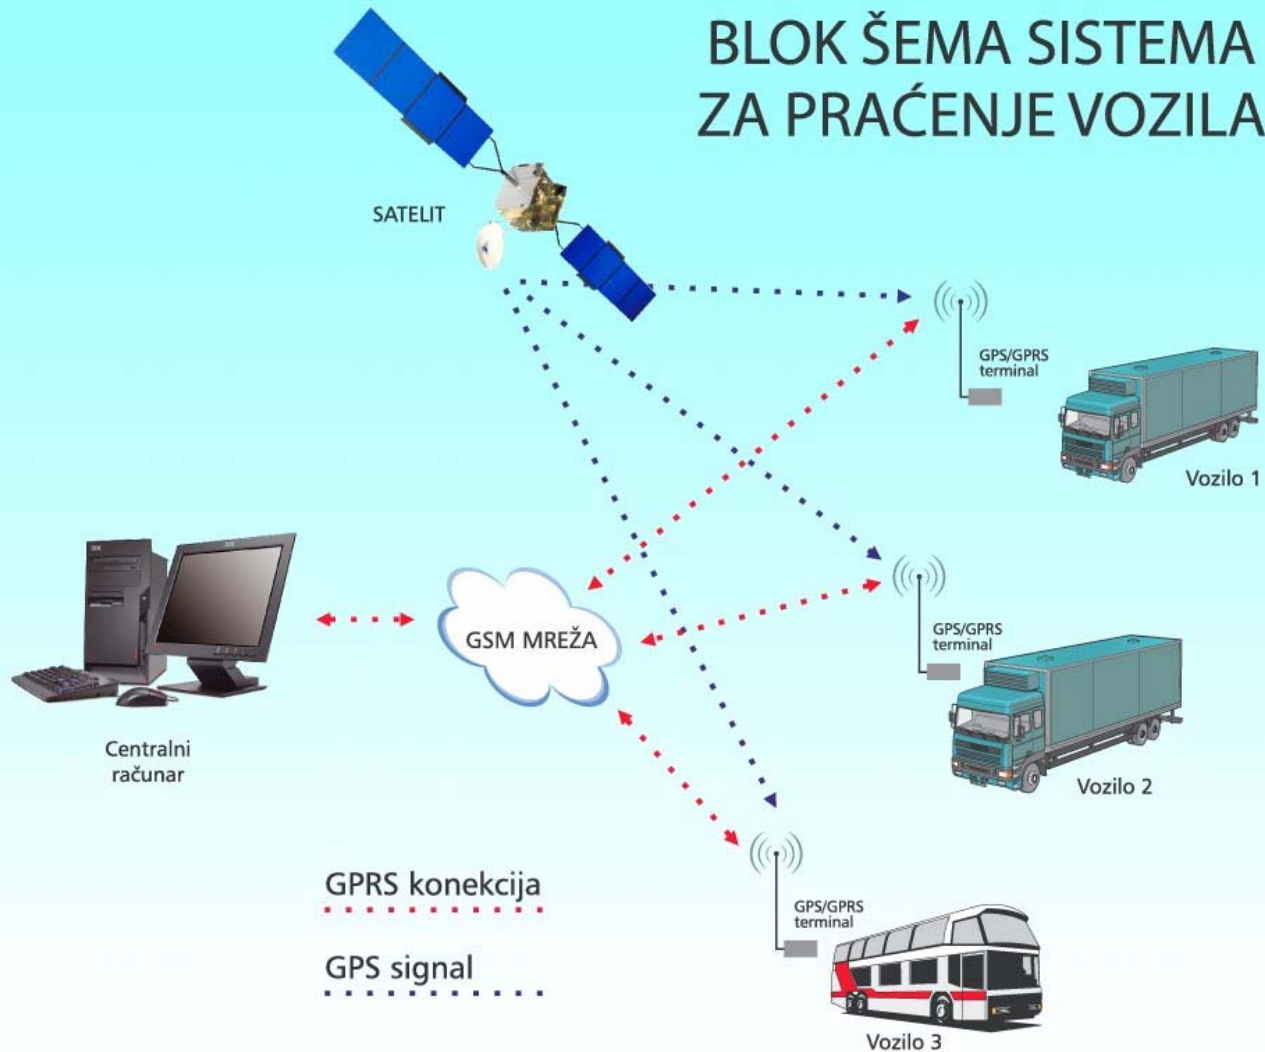 BLOK ŠEMA SISTEMA
ZA PRAĆENJE VOZILA
SATELIT
GPS/GPRS
terminal
Vozilo 1
GSM MREŽA
GPS/GPRS
terminal
Vozilo 2
Centralni
računar
GPRS konekcija
GPS signal
GPS/GPRS
terminal
Vozilo 3